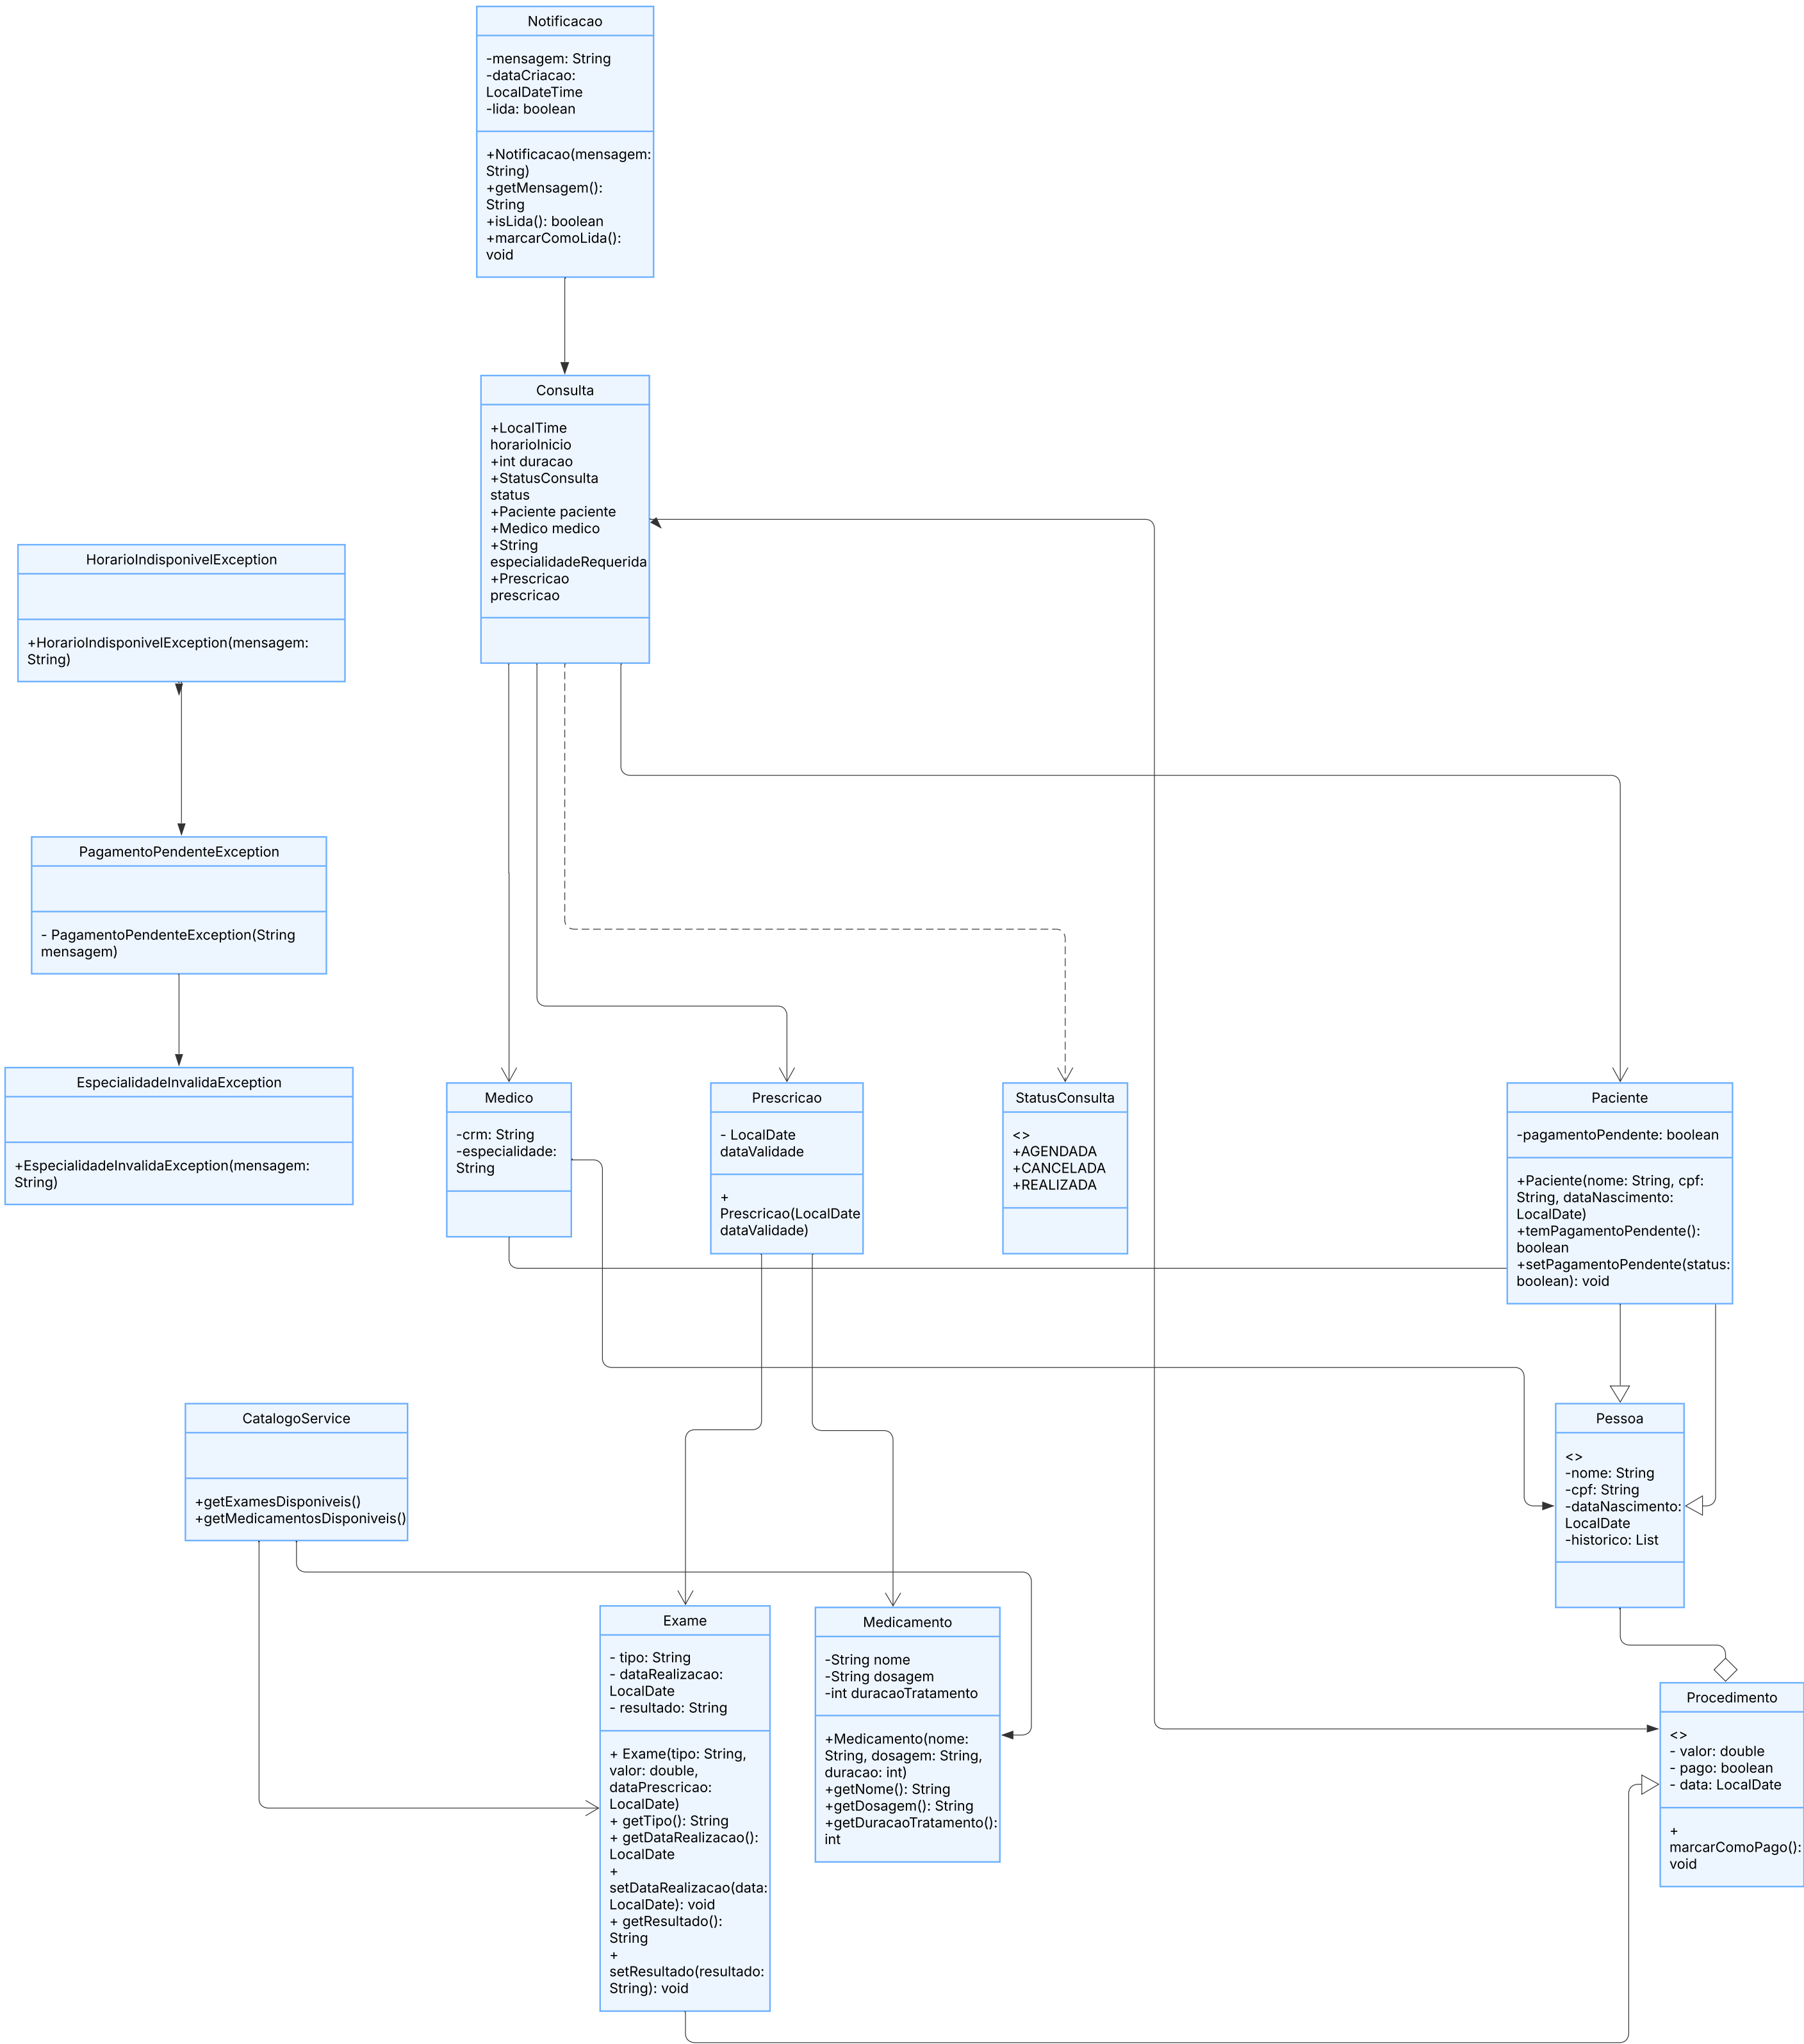 Notificacao
-mensagem: String
-dataCriacao:
LocalDateTime
-lida: boolean
+Notificacao(mensagem:
String)
+getMensagem():
String
+isLida(): boolean
+marcarComoLida():
void
Consulta
+LocalTime
horarioInicio
+int duracao
+StatusConsulta
status
+Paciente paciente
+Medico medico
+String
especialidadeRequerida
+Prescricao
prescricao
HorarioIndisponivelException
+HorarioIndisponivelException(mensagem:
String)
PagamentoPendenteException
- PagamentoPendenteException(String
mensagem)
EspecialidadeInvalidaException
+EspecialidadeInvalidaException(mensagem:
String)
Medico
-crm: String
-especialidade:
String
Prescricao
- LocalDate
dataValidade
+
Prescricao(LocalDate
dataValidade)
StatusConsulta
<>
+AGENDADA
+CANCELADA
+REALIZADA
Paciente
-pagamentoPendente: boolean
+Paciente(nome: String, cpf:
String, dataNascimento:
LocalDate)
+temPagamentoPendente():
boolean
+setPagamentoPendente(status:
boolean): void
CatalogoService
+getExamesDisponiveis()
+getMedicamentosDisponiveis()
Pessoa
<>
-nome: String
-cpf: String
-dataNascimento:
LocalDate
-historico: List
Exame
- tipo: String
- dataRealizacao:
LocalDate
- resultado: String
+ Exame(tipo: String,
valor: double,
dataPrescricao:
LocalDate)
+ getTipo(): String
+ getDataRealizacao():
LocalDate
+
setDataRealizacao(data:
LocalDate): void
+ getResultado():
String
+
setResultado(resultado:
String): void
Medicamento
-String nome
-String dosagem
-int duracaoTratamento
+Medicamento(nome:
String, dosagem: String,
duracao: int)
+getNome(): String
+getDosagem(): String
+getDuracaoTratamento():
int
Procedimento
<>
- valor: double
- pago: boolean
- data: LocalDate
+
marcarComoPago():
void